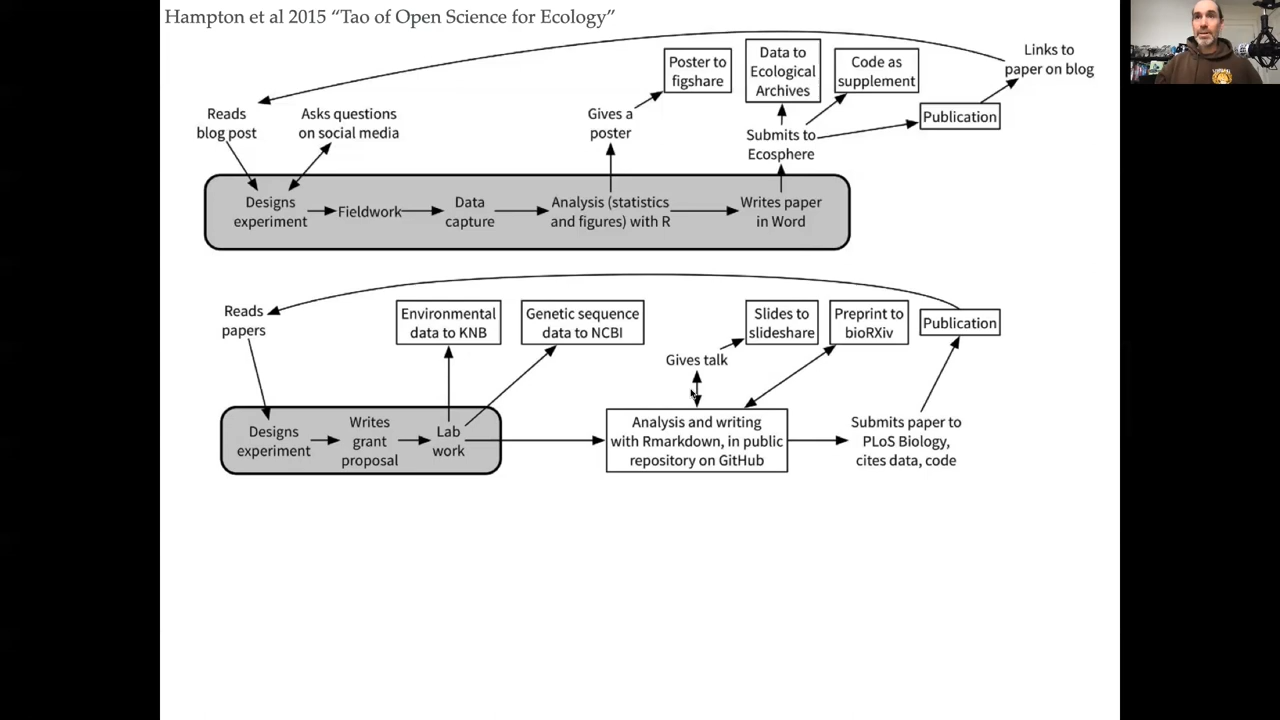 Hampton et al 2015 “Tao of Open Science for Ecology”
Links to
paper on blog
Poster to
figshare
Data to
Ecological
Archives
Code as
supplement
Publication
Reads
blog post
Asks questions
on social media
Gives a
poster
Submits to
Ecosphere
Designs
experiment
Fieldwork
Data
capture
Analysis (statistics
and figures) with R
Writes paper
in Word
Reads
papers
Environmental
data to KNB
Genetic sequence
data to NCBI
Slides to
slideshare
Preprint to
bioRXiv
Publication
Gives talk
Designs
experiment
Writes
grant
proposal
Lab
work
Analysis and writing
with Rmarkdown, in public
repository on GitHub
Submits paper to
PLoS Biology,
cites data, code